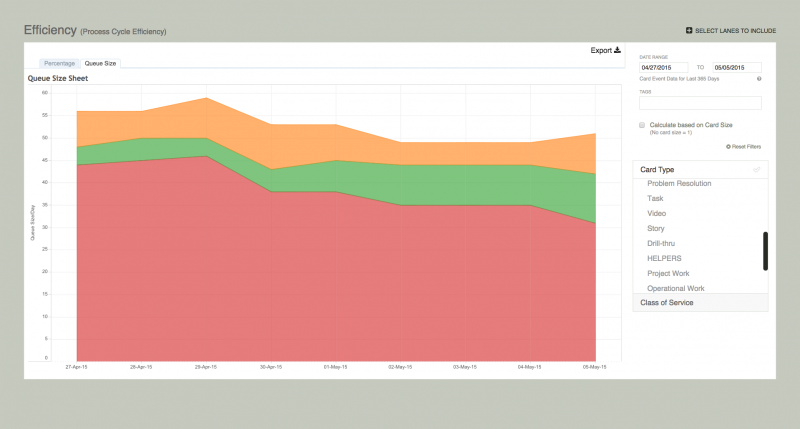 Efficiency (Process Cycle Efficiency)
SELECT LANES TO INCLUDE
Export
Percentage
Queue Size
Queue Size Sheet
60
55
50
45
40
35
30
25
20
15
10
5
0
Queue Size/Day
27-Apr-15
28-Apr-15
29-Apr-15
30-Apr-15
01-May-15
02-May-15
03-May-15
04-May-15
05-May-15
DATE RANGE
04/27/2015 TO 05/05/2015
Card Event Data for Last 366 Days
TAGS
Calculate based on Card Size
(No card size = 1)
Reset Filters
Card Type
Problem Resolution
Task
Video
Story
Drill-thru
HELPERS
Project Work
Operational Work
Class of Service